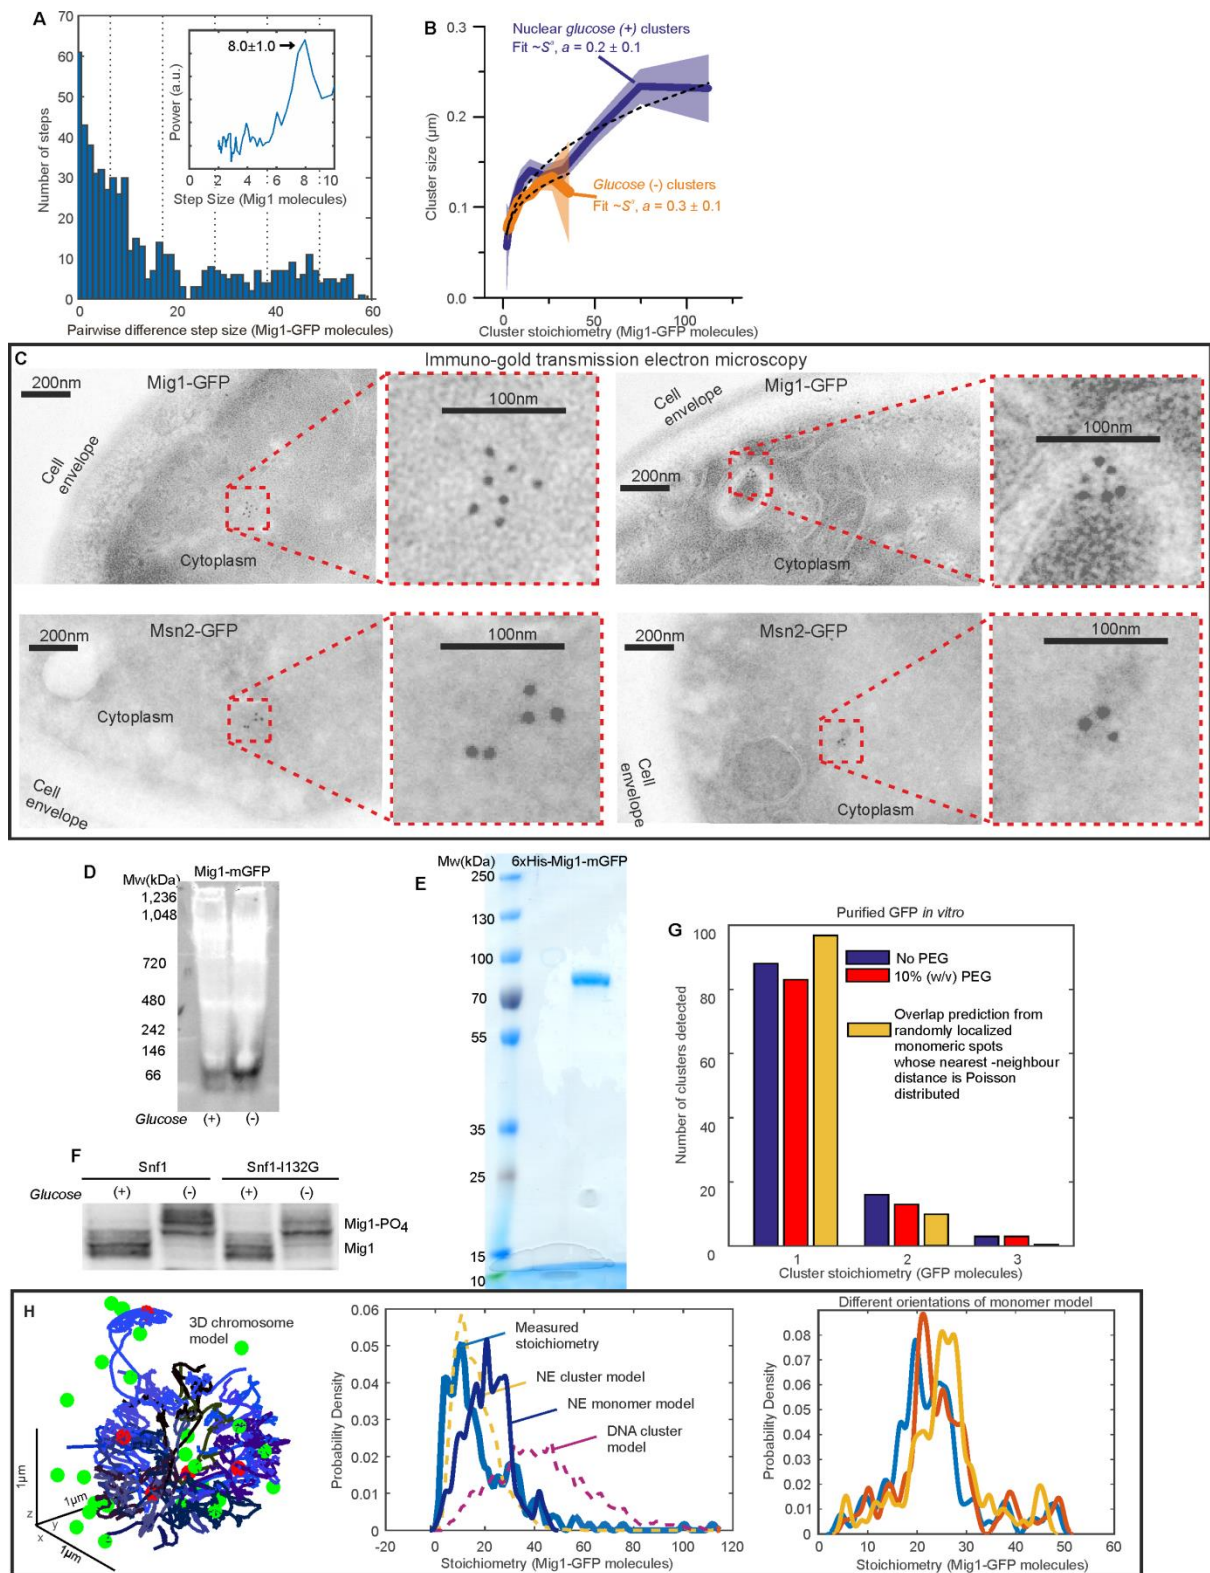 A
70
60
50
40
30
20
10
0
Number of steps
0
20
40
60
Pairwise difference step size (Mig1-GFP molecules)
8.0±1.0
Power (a.u.)
0 2 4 6 8 10
Step Size (Mig1 molecules)
B
0.3
0.2
0.1
0.0
Cluster size (µm)
Nuclear glucose (+) clusters
Fit ~Sª, a = 0.2 ± 0.1
Glucose (-) clusters
Fit ~Sª, a = 0.3 ± 0.1
0
50
100
Cluster stoichiometry (Mig1-GFP molecules)
C
Immuno-gold transmission electron microscopy
200nm
Mig1-GFP
Cell envelope
Cytoplasm
100nm
Mig1-GFP
Cell envelope
200nm
Cytoplasm
100nm
200nm
Msn2-GFP
Cytoplasm
Cell envelope
100nm
200nm
Msn2-GFP
Cell envelope
Cytoplasm
100nm
D
Mw(kDa)
Mig1-mGFP
1,236
1,048
720
480
242
146
66
Glucose (+) (-)
E
Mw(kDa) 6xHis-Mig1-mGFP
250
130
100
70
55
35
25
15
10
F
Snf1
Snf1-I132G
Glucose (+) (-) (+) (-)
Mig1-PO4
Mig1
G
Purified GFP in vitro
100
80
60
40
20
0
Number of clusters detected
No PEG
10% (w/v) PEG
Overlap prediction from
randomly localized
monomeric spots
whose nearest -neighbour
distance is Poisson
distributed
1
2
3
Cluster stoichiometry (GFP molecules)
H
3D chromosome
model
1µm
1µm
1µm
z
y
x
0.06
0.05
0.04
0.03
0.02
0.01
0
Probability Density
Measured
stoichiometry
NE cluster model
NE monomer model
DNA cluster
model
-20 0 20 40 60 80 100 120
Stoichiometry (Mig1-GFP molecules)
Different orientations of monomer model
0.08
0.07
0.06
0.05
0.04
0.03
0.02
0.01
0
Probability Density
0 10 20 30 40 50 60
Stoichiometry (Mig1-GFP molecules)